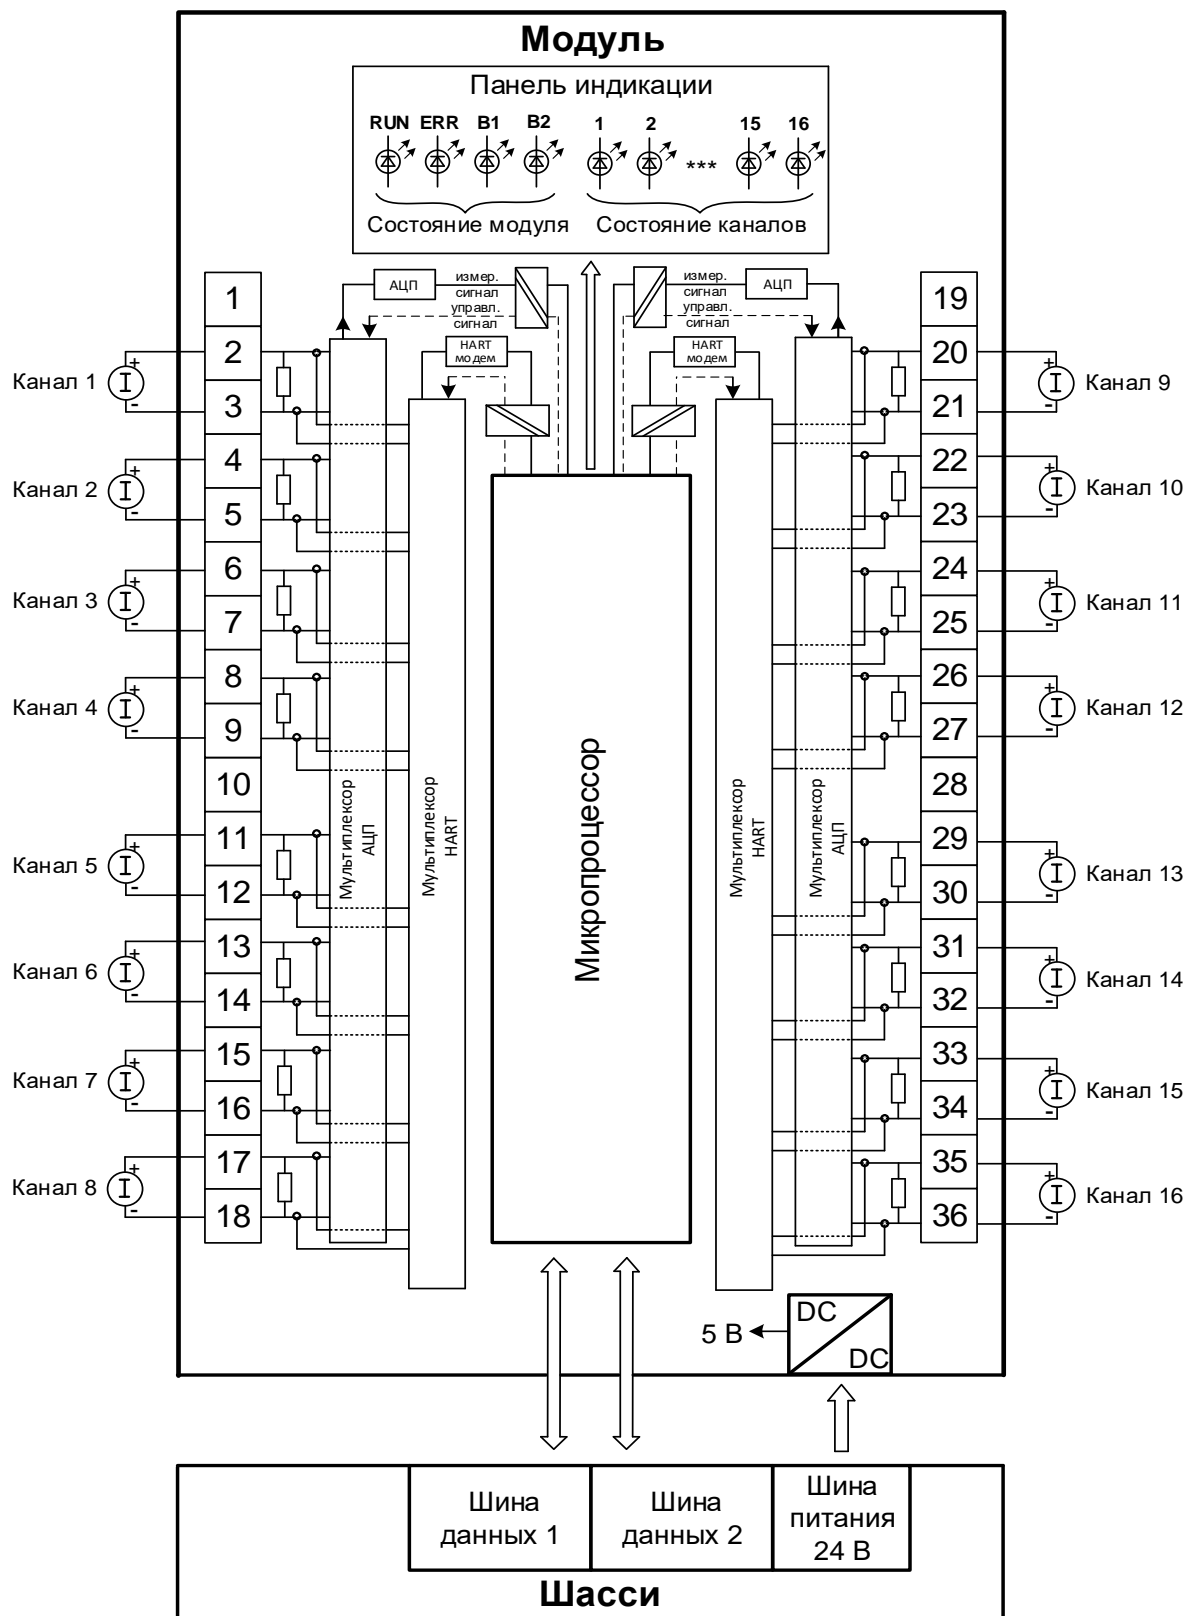 Модуль
Панель индикации
RUN ERR B1 B2 1 2 *** 15 16
Состояние модуля Состояние каналов
АЦП
измер.
сигнал
управл.
сигнал
HART
модем
измер.
сигнал
управл.
сигнал
АЦП
HART
модем
1
2
3
4
5
6
7
8
9
10
11
12
13
14
15
16
17
18
Канал 1
+
I
-
Канал 2
+
I
-
Канал 3
+
I
-
Канал 4
+
I
-
Канал 5
+
I
-
Канал 6
+
I
-
Канал 7
+
I
-
Канал 8
+
I
-
Мультиплексор
АЦП
Мультиплексор
HART
Микропроцессор
Мультиплексор
HART
Мультиплексор
АЦП
19
20
21
22
23
24
25
26
27
28
29
30
31
32
33
34
35
36
+
I
-
Канал 9
+
I
-
Канал 10
+
I
-
Канал 11
+
I
-
Канал 12
+
I
-
Канал 13
+
I
-
Канал 14
+
I
-
Канал 15
+
I
-
Канал 16
5 В
DC
DC
Шина
данных 1
Шина
данных 2
Шина
питания
24 В
Шасси